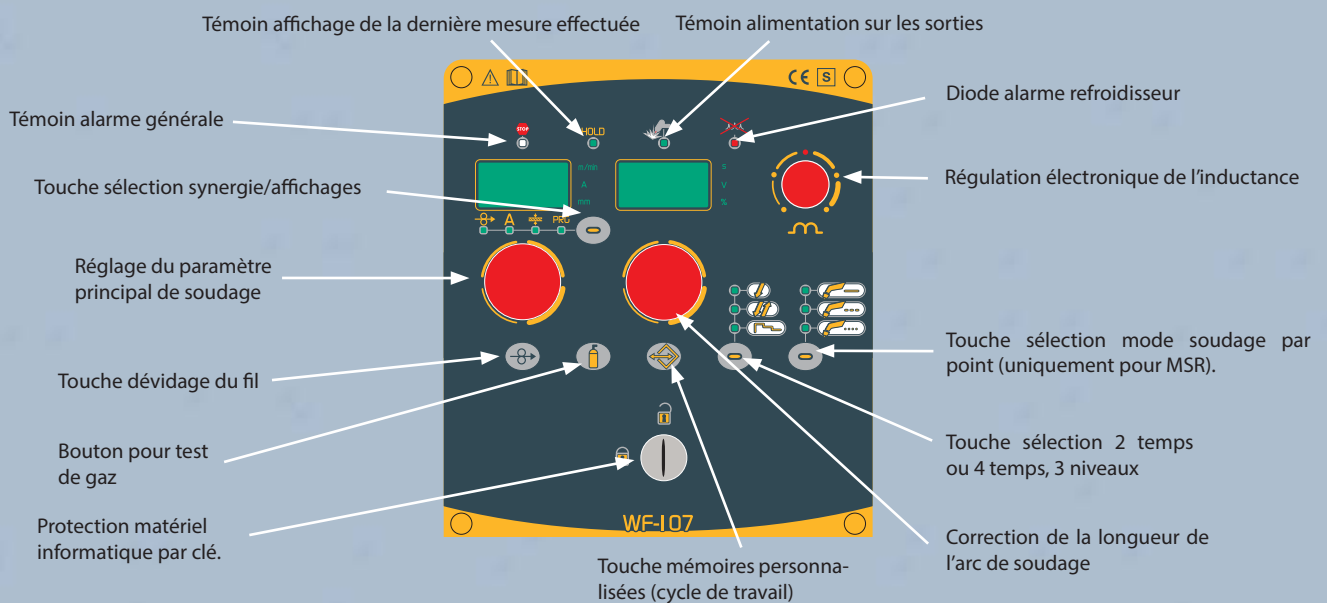 Témoin affichage de la dernière mesure effectuée
Témoin alimentation sur les sorties
Témoin alarme générale
Diode alarme refroidisseur
Touche sélection synergie/affichages
Régulation électronique de l’inductance
Réglage du paramètre
principal de soudage
Touche dévidage du fil
Touche sélection mode soudage par
point (uniquement pour MSR).
Bouton pour test
de gaz
Touche sélection 2 temps
ou 4 temps, 3 niveaux
Protection matériel
informatique par clé.
Correction de la longueur de
l’arc de soudage
Touche mémoires personna-
lisées (cycle de travail)
CE S
STOP
HOLD
m/min
A
mm
S
V
%
A PRG
WF-107